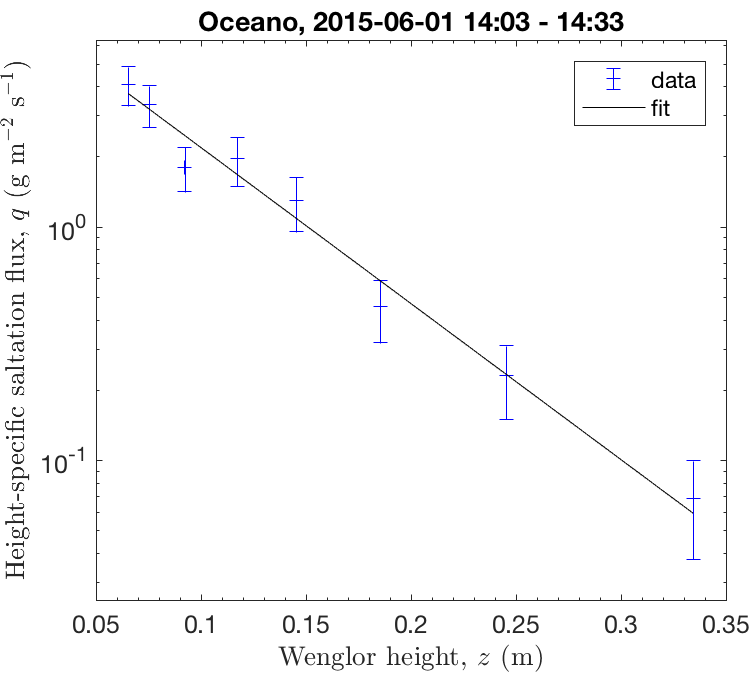 Oceano, 2015-06-01 14:03 - 14:33
Height-specific saltation flux, q (g m⁻² s⁻¹)
data
fit
10⁰
10⁻¹
0.05 0.1 0.15 0.2 0.25 0.3 0.35
Wenglor height, z (m)